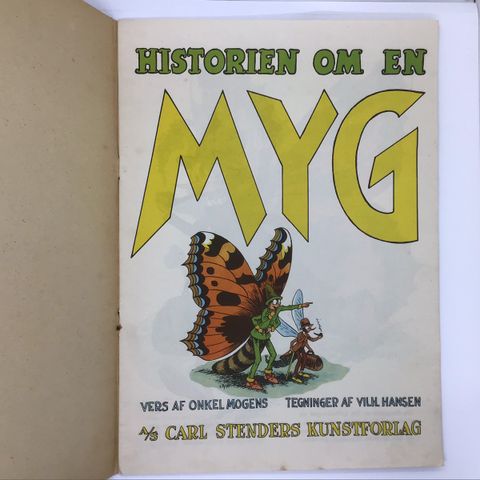 HISTORIEN OM EN
MYG
VERS AF ONKEL MOGENS TEGNINGER AF VILH. HANSEN
A/S CARL STENDERS KUNSTFORLAG